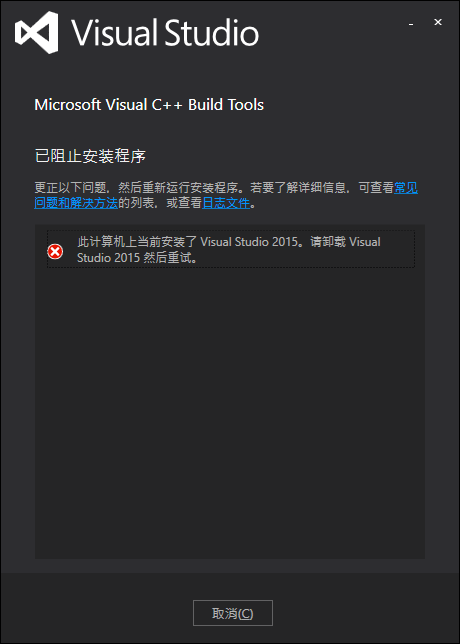 Visual Studio
Microsoft Visual C++ Build Tools
已阻止安装程序
更正以下问题，然后重新运行安装程序。若要了解详细信息，可查看常见
问题和解决方法的列表，或查看日志文件。
此计算机上当前安装了 Visual Studio 2015。请卸载 Visual
Studio 2015 然后重试。
取消(C)